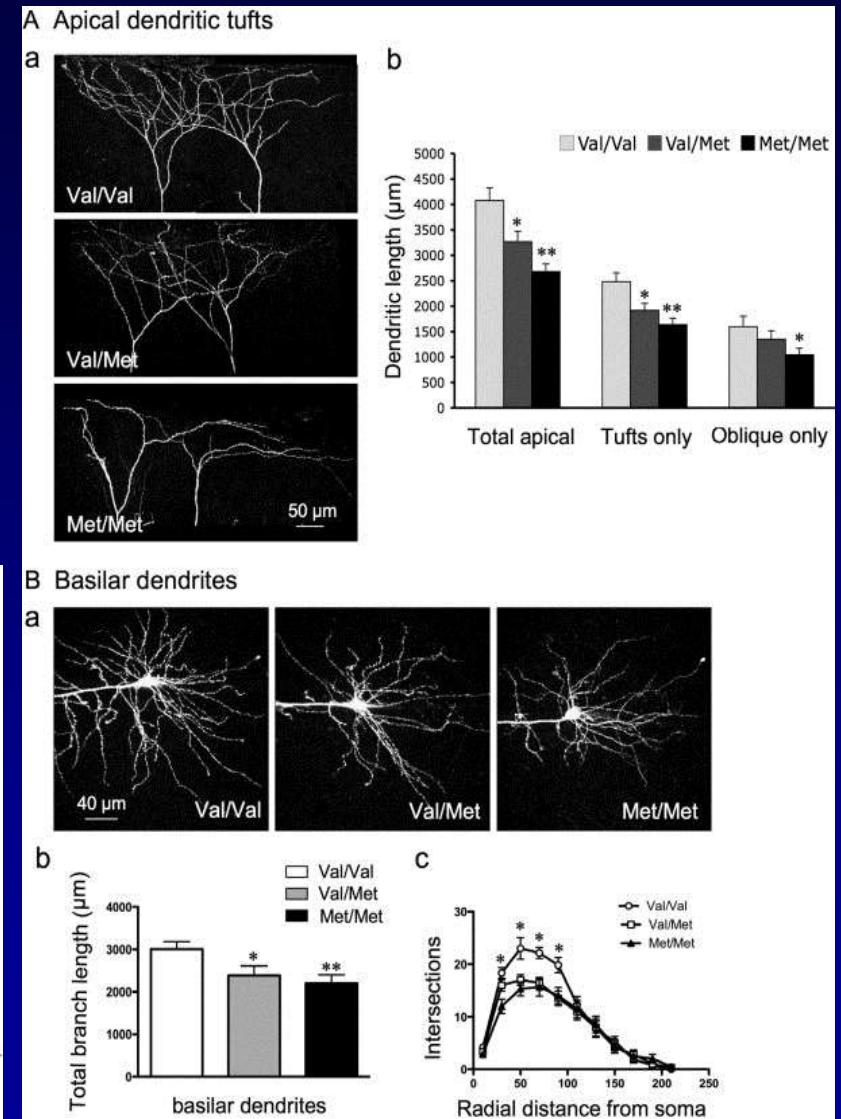 A Apical dendritic tufts
a
Val/Val
Val/Met
Met/Met
50 µm
b
Val/Val Val/Met Met/Met
Dendritic length (µm)
5000
4500
4000
3500
3000
2500
2000
1500
1000
500
0
* ** * ** *
Total apical Tufts only Oblique only
B Basilar dendrites
a
40 µm
Val/Val
Val/Met
Met/Met
b
Val/Val
Val/Met
Met/Met
Total branch length (µm)
4000
3000
2000
1000
0
* **
basilar dendrites
c
Val/Val
Val/Met
Met/Met
Intersections
30
20
10
0
* * * *
0 50 100 150 200 250
Radial distance from soma